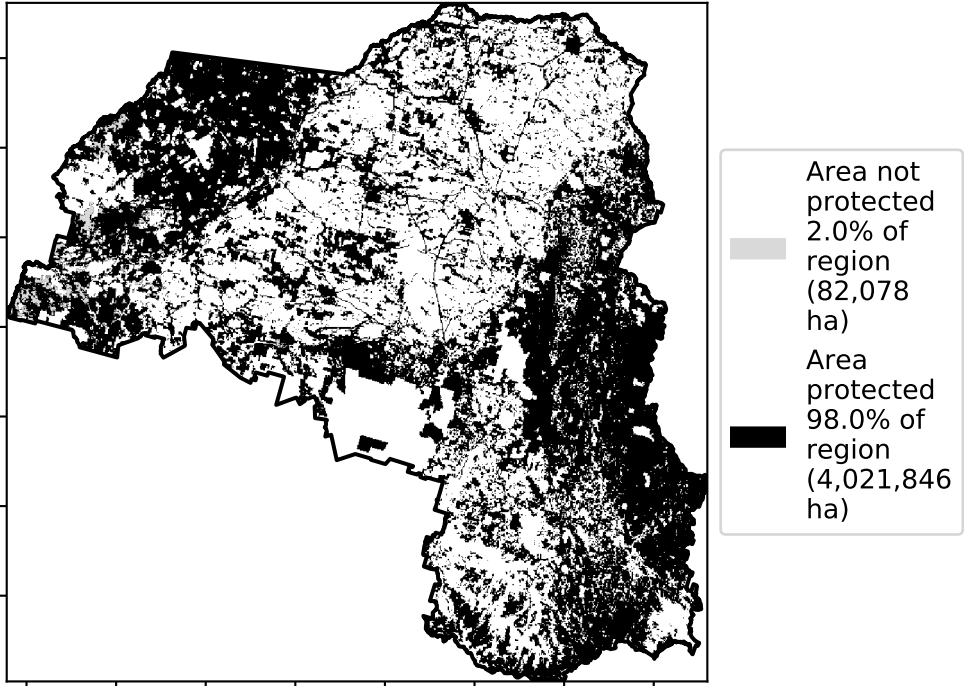 Area not
protected
2.0% of
region
(82,078
ha)
Area
protected
98.0% of
region
(4,021,846
ha)